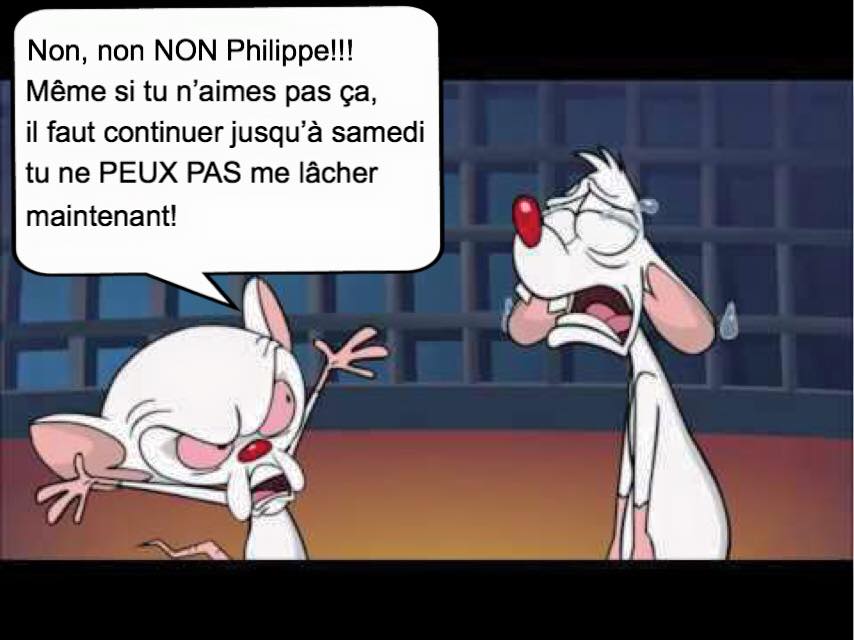 Non, non NON Philippe!!!
Même si tu n’aimes pas ça,
il faut continuer jusqu’à samedi
tu ne PEUX PAS me lâcher
maintenant!